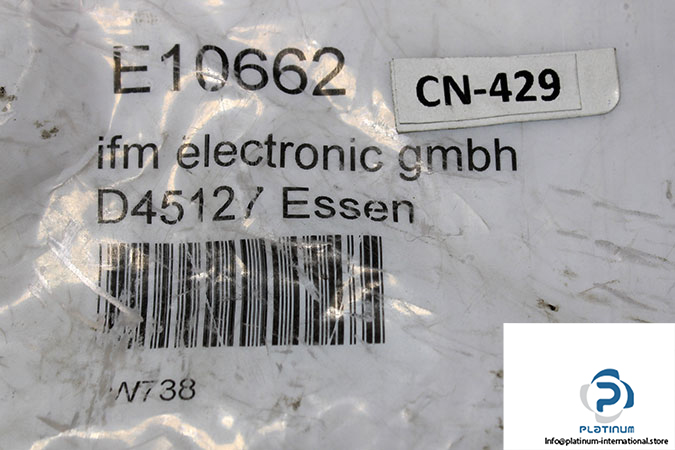 E10662
CN-429
ifm electronic gmbh
D45127 Essen
W738
PLATINUM
Info@platinum-international.store